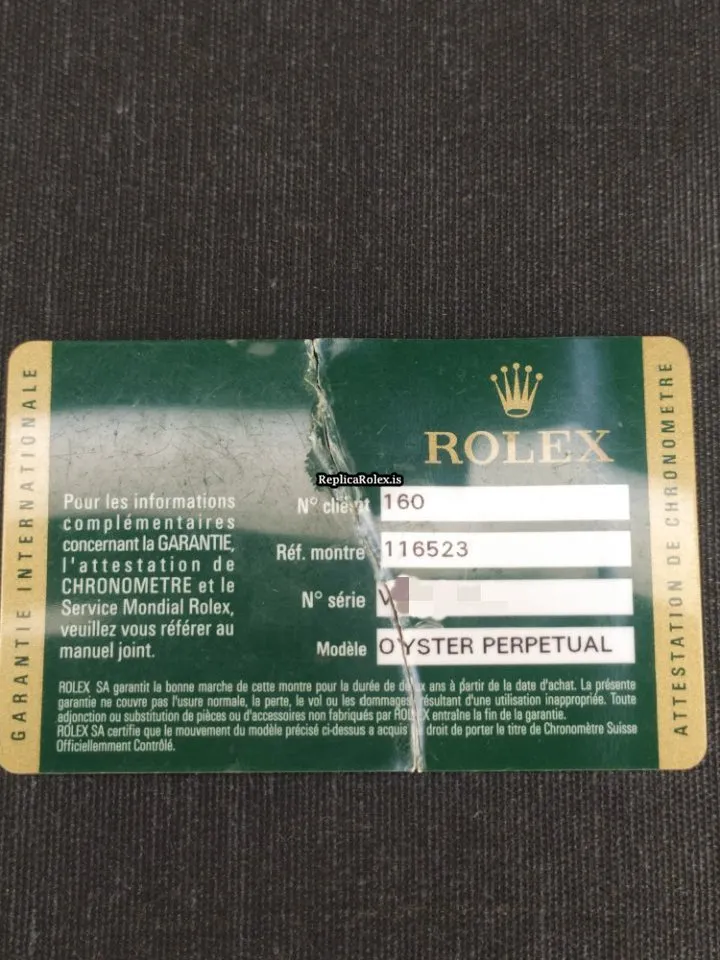 GARANTIE INTERNATIONALE
ROLEX
ReplicaRolex.is
Pour les informations
complémentaires
concernant la GARANTIE,
l'attestation de
CHRONOMETRE et le
Service Mondial Rolex,
veuillez vous référer au
manuel joint.
N° client 160
Réf. montre 116523
N° série V
Modèle OYSTER PERPETUAL
ROLEX SA garantit la bonne marche de cette montre pour la durée de deux ans à partir de la date d'achat. La présente
garantie ne couvre pas l'usure normale, la perte, le vol ou les dommages résultant d'une utilisation inappropriée. Toute
adjonction ou substitution de pièces ou d'accessoires non fabriqués par ROLEX entraîne la fin de la garantie.
ROLEX SA certifie que le mouvement du modèle précisé ci-dessus a acquis droit de porter le titre de Chronomètre Suisse
Officiellement Contrôlé.
ATTESTATION DE CHRONOMETRE